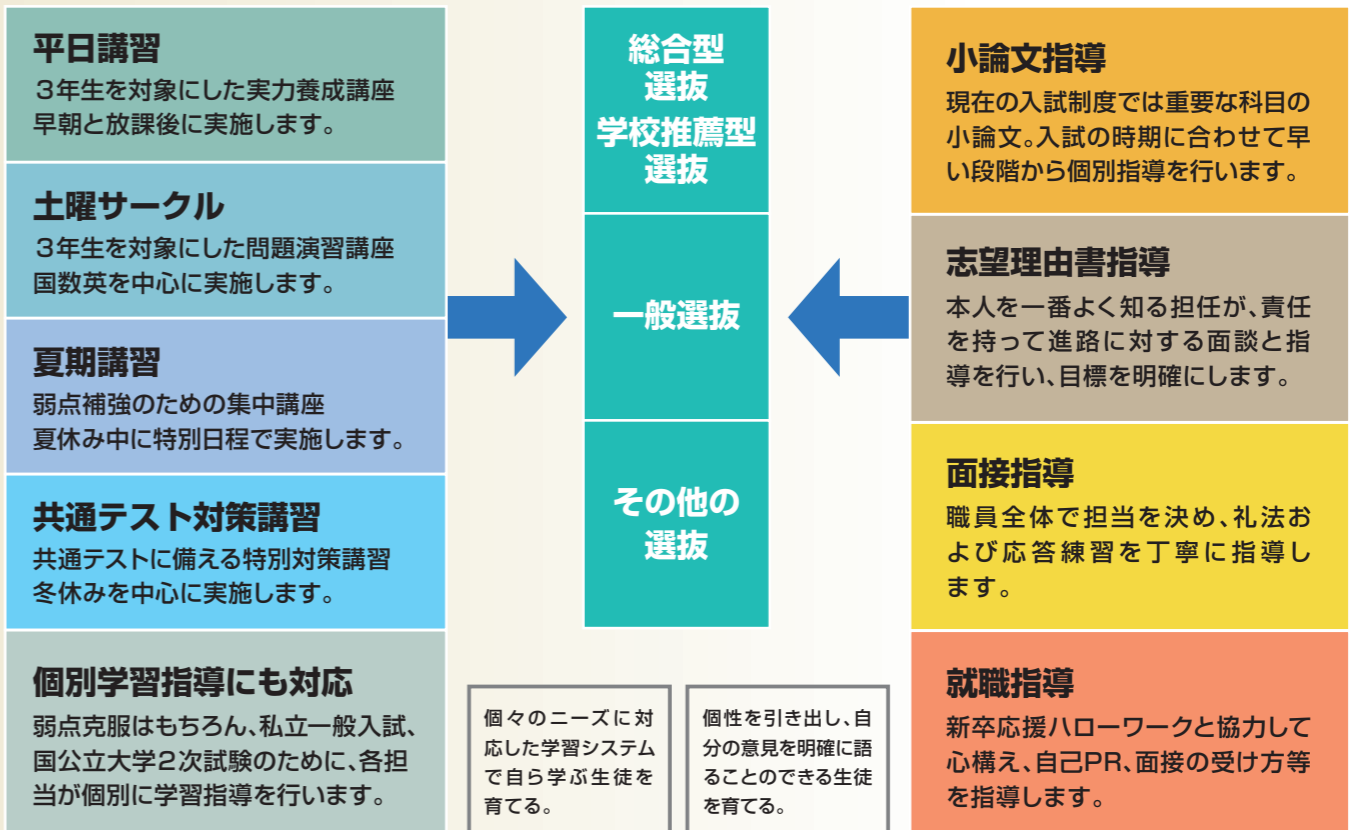 平日講習
3年生を対象にした実力養成講座
早朝と放課後に実施します。
土曜サークル
3年生を対象にした問題演習講座
国数英を中心に実施します。
夏期講習
弱点補強のための集中講座
夏休み中に特別日程で実施します。
共通テスト対策講習
共通テストに備える特別対策講習
冬休みを中心に実施します。
個別学習指導にも対応
弱点克服はもちろん、私立一般入試、
国公立大学2次試験のために、各担
当が個別に学習指導を行います。
総合型
選抜
学校推薦型
選抜
一般選抜
その他の
選抜
個々のニーズに対
応した学習システム
で自ら学ぶ生徒を
育てる。
個性を引き出し、自
分の意見を明確に語
ることのできる生徒
を育てる。
小論文指導
現在の入試制度では重要な科目の
小論文。入試の時期に合わせて早
い段階から個別指導を行います。
志望理由書指導
本人を一番よく知る担任が、責任
を持って進路に対する面談と指
導を行い、目標を明確にします。
面接指導
職員全体で担当を決め、礼法お
よび応答練習を丁寧に指導し
ます。
就職指導
新卒応援ハローワークと協力して
心構え、自己PR、面接の受け方等
を指導します。